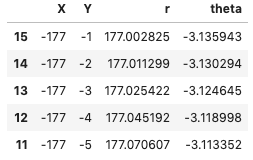 X Y r theta
15 -177 -1 177.002825 -3.135943
14 -177 -2 177.011299 -3.130294
13 -177 -3 177.025422 -3.124645
12 -177 -4 177.045192 -3.118998
11 -177 -5 177.070607 -3.113352